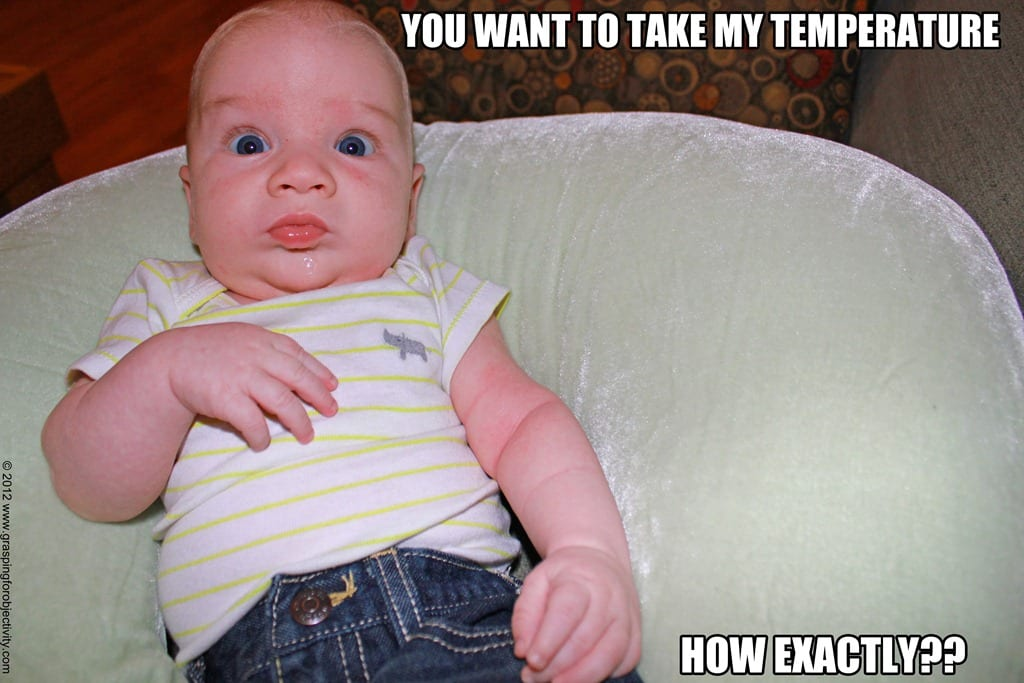 YOU WANT TO TAKE MY TEMPERATURE
HOW EXACTLY??
© 2012 www.graspingforobjectivity.com